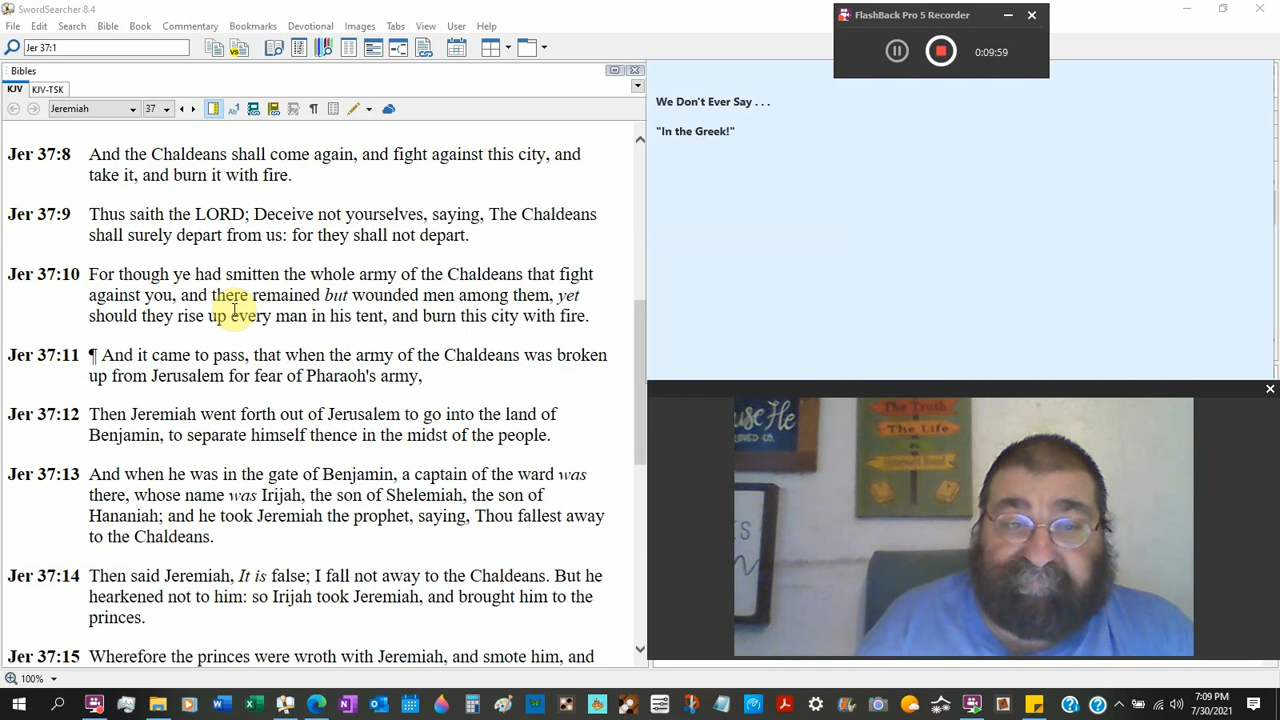 SwordSearcher 8.4
File Edit Search Bible Book Commentary Bookmarks Devotional Images Tabs View User Help
Jer 37:1
Bibles
KJV KJV-TSK
Jeremiah 37
Jer 37:8 And the Chaldeans shall come again, and fight against this city, and
take it, and burn it with fire.
Jer 37:9 Thus saith the LORD; Deceive not yourselves, saying, The Chaldeans
shall surely depart from us: for they shall not depart.
Jer 37:10 For though ye had smitten the whole army of the Chaldeans that fight
against you, and there remained but wounded men among them, yet
should they rise up every man in his tent, and burn this city with fire.
Jer 37:11 ¶ And it came to pass, that when the army of the Chaldeans was broken
up from Jerusalem for fear of Pharaoh's army,
Jer 37:12 Then Jeremiah went forth out of Jerusalem to go into the land of
Benjamin, to separate himself thence in the midst of the people.
Jer 37:13 And when he was in the gate of Benjamin, a captain of the ward was
there, whose name was Irijah, the son of Shelemiah, the son of
Hananiah; and he took Jeremiah the prophet, saying, Thou fallest away
to the Chaldeans.
Jer 37:14 Then said Jeremiah, It is false; I fall not away to the Chaldeans. But he
hearkened not to him: so Irijah took Jeremiah, and brought him to the
princes.
Jer 37:15 Wherefore the princes were wroth with Jeremiah, and smote him, and
100%
FlashBack Pro 5 Recorder
0:09:59
We Don't Ever Say . . .
"In the Greek!"
He
LOVED US.
The Truth
The Life
7:09 PM
7/30/2021